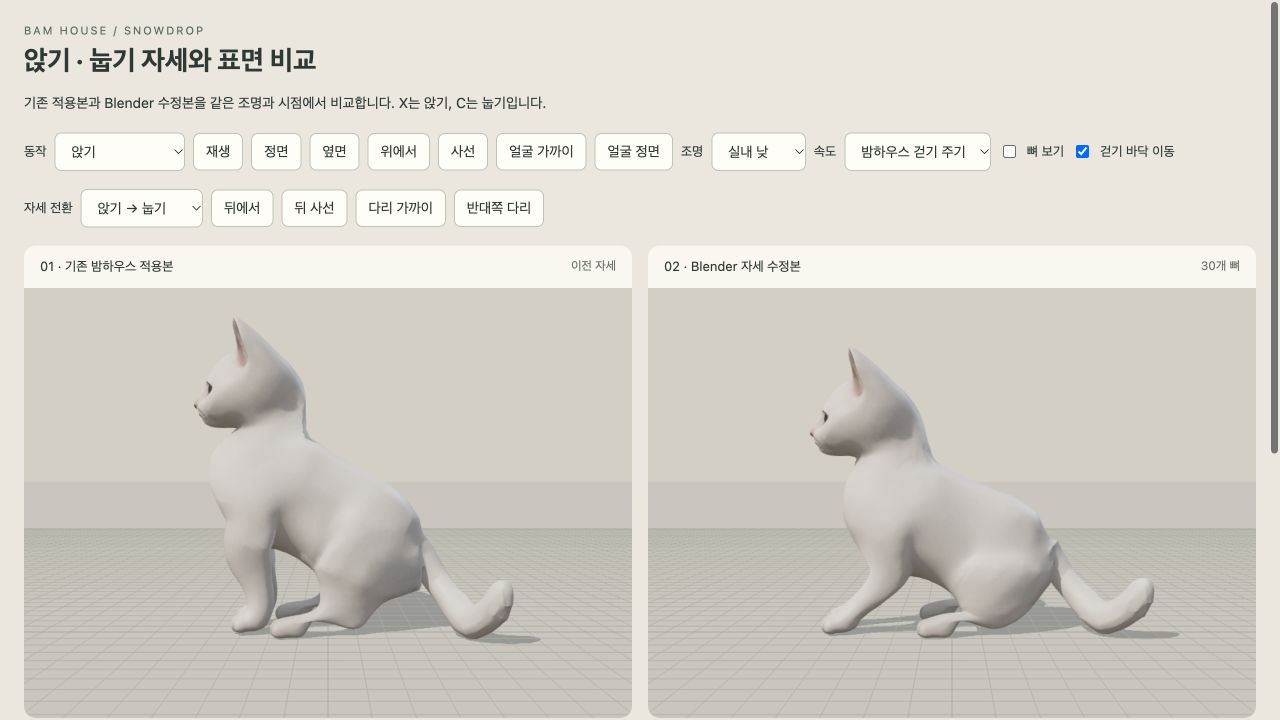 BAM HOUSE / SNOWDROP
앉기 · 눕기 자세와 표면 비교
기존 적용본과 Blender 수정본을 같은 조명과 시점에서 비교합니다. X는 앉기, C는 눕기입니다.
동작 앉기 재생 정면 옆면 위에서 사선 얼굴 가까이 얼굴 정면 조명 실내 낮 속도 밤하우스 걷기 주기 뼈 보기 걷기 바닥 이동
자세 전환 앉기 → 눕기 뒤에서 뒤 사선 다리 가까이 반대쪽 다리
01 · 기존 밤하우스 적용본 이전 자세
02 · Blender 자세 수정본 30개 뼈